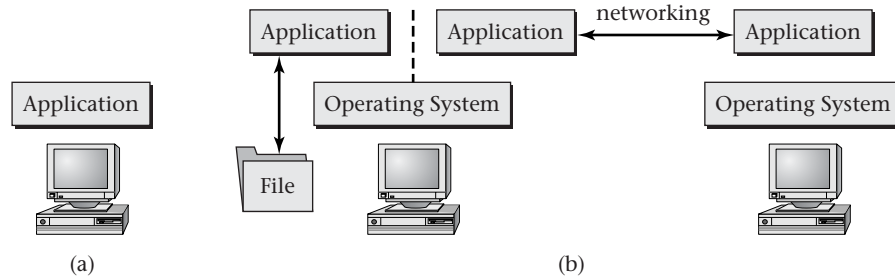 networking
Application
Application
Application
Application
Operating System
Operating System
File
(a)
(b)